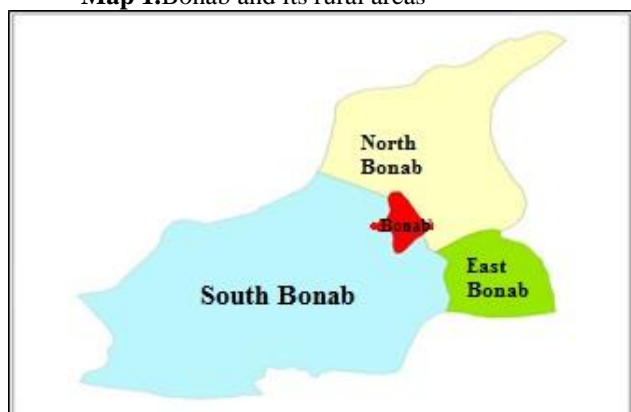 Map 1.Bonab and its rural areas
North
Bonab
Bonab
East
Bonab
South Bonab